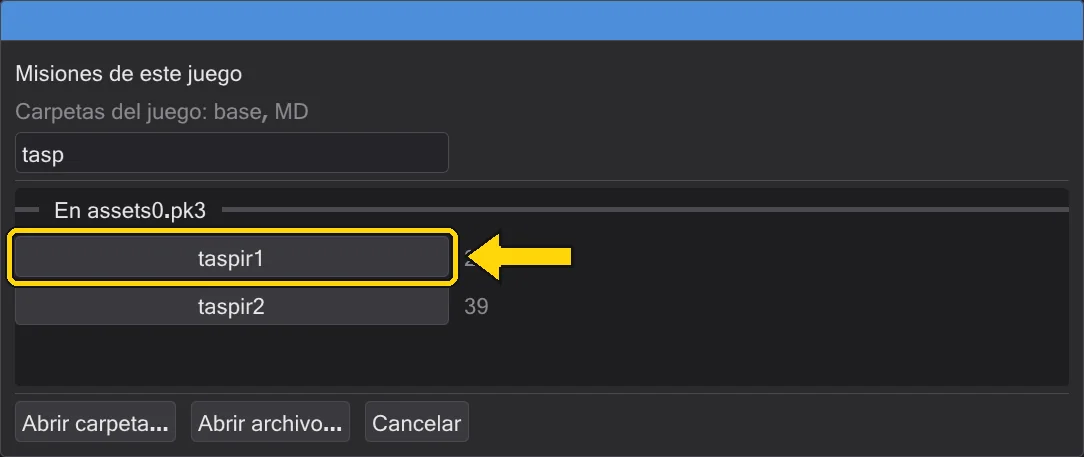 Misiones de este juego
Carpetas del juego: base, MD
tasp
En assets0.pk3
taspir1
taspir2 39
Abrir carpeta... Abrir archivo... Cancelar